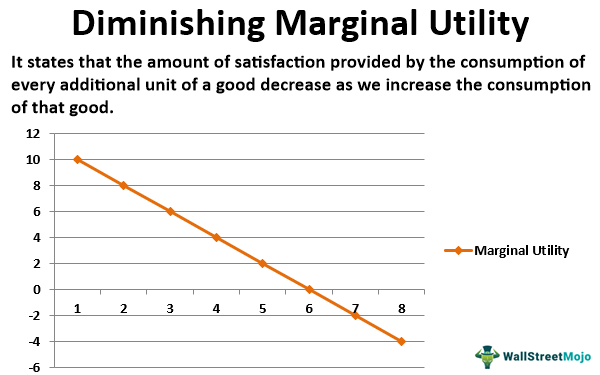 Diminishing Marginal Utility
It states that the amount of satisfaction provided by the consumption of
every additional unit of a good decrease as we increase the consumption
of that good.
12
10
8
6
4
2
0
-2
-4
-6
1 2 3 4 5 6 7 8
Marginal Utility
WallStreetMojo